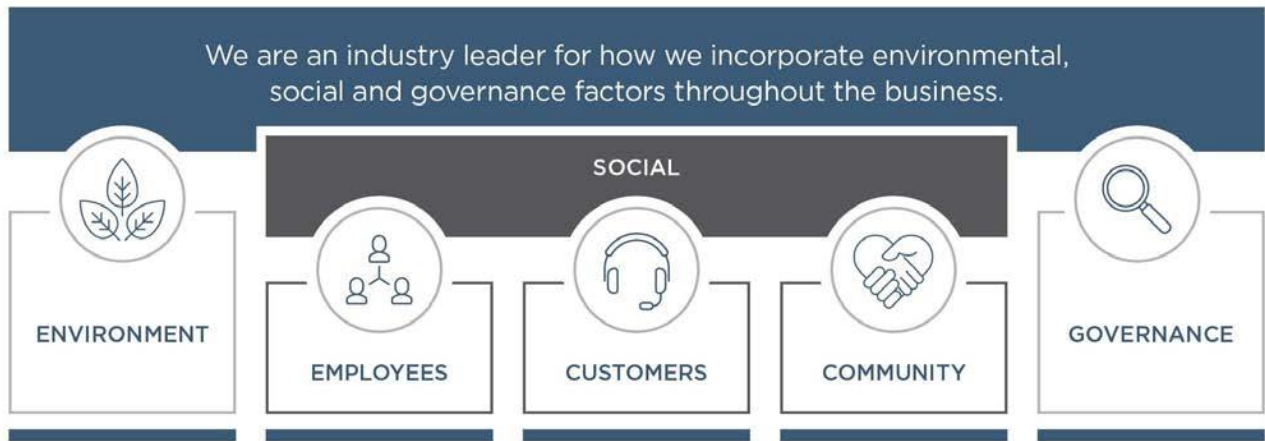 We are an industry leader for how we incorporate environmental,
social and governance factors throughout the business.
SOCIAL
ENVIRONMENT
EMPLOYEES
CUSTOMERS
COMMUNITY
GOVERNANCE